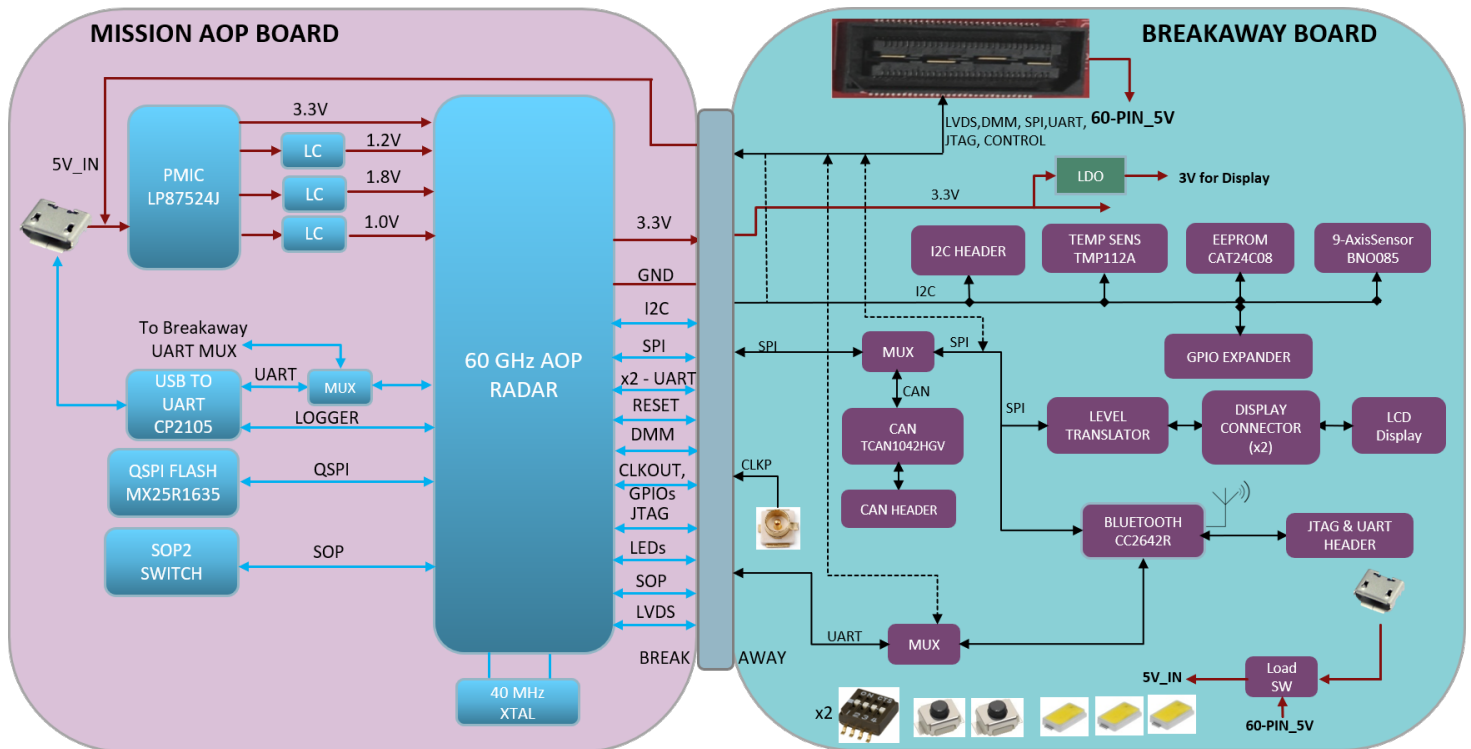 MISSION AOP BOARD
BREAKAWAY BOARD
5V_IN
PMIC
LP87524J
3.3V
LC
1.2V
LC
1.8V
LC
1.0V
To Breakaway
UART MUX
USB TO
UART
CP2105
UART
MUX
LOGGER
QSPI FLASH
MX25R1635
QSPI
SOP2
SWITCH
SOP
60 GHz AOP
RADAR
40 MHz
XTAL
3.3V
GND
I2C
SPI
x2 - UART
RESET
DMM
CLKOUT,
GPIOs
JTAG
LEDs
SOP
LVDS
BREAK
AWAY
LVDS,DMM, SPI,UART,
JTAG, CONTROL
60-PIN_5V
LDO
3V for Display
3.3V
I2C HEADER
TEMP SENS
TMP112A
EEPROM
CAT24C08
9-AxisSensor
BNO085
I2C
GPIO EXPANDER
SPI
MUX
SPI
CAN
CAN
TCAN1042HGV
CAN HEADER
SPI
LEVEL
TRANSLATOR
DISPLAY
CONNECTOR
(x2)
LCD
Display
CLKP
BLUETOOTH
CC2642R
JTAG & UART
HEADER
UART
MUX
5V_IN
Load
SW
60-PIN_5V
x2